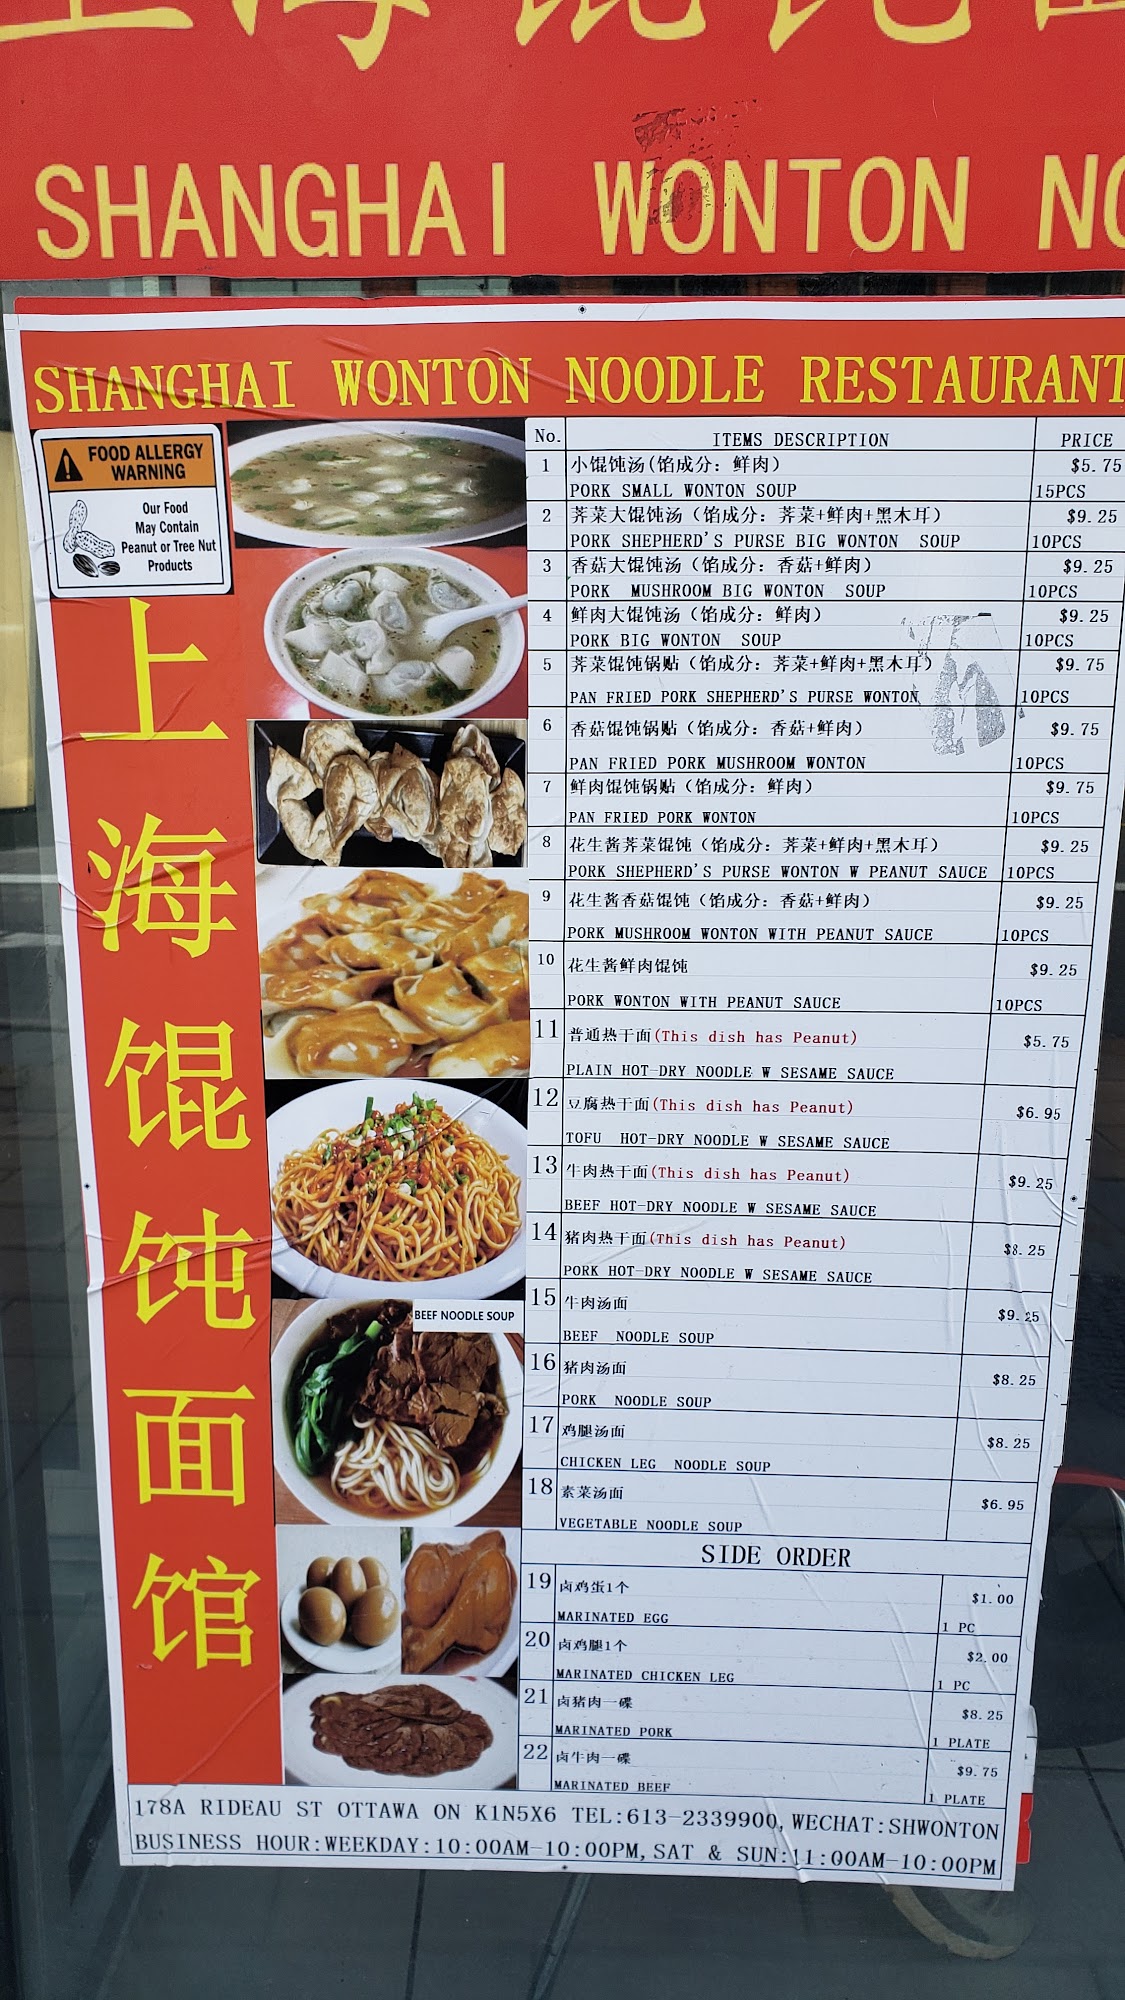 SHANGHAI WONTON NO
SHANGHAI WONTON NOODLE RESTAURANT
FOOD ALLERGY
WARNING
Our Food
May Contain
Peanut or Tree Nut
Products
上海馄饨面馆
BEEF NOODLE SOUP
No. ITEMS DESCRIPTION PRICE
1 小馄饨汤(馅成分: 鲜肉) $5.75
PORK SMALL WONTON SOUP 15PCS
2 荠菜大馄饨汤 (馅成分: 荠菜+鲜肉+黑木耳) $9.25
PORK SHEPHERD'S PURSE BIG WONTON SOUP 10PCS
3 香菇大馄饨汤 (馅成分: 香菇+鲜肉) $9.25
PORK MUSHROOM BIG WONTON SOUP 10PCS
4 鲜肉大馄饨汤 (馅成分: 鲜肉) $9.25
PORK BIG WONTON SOUP 10PCS
5 荠菜馄饨锅贴 (馅成分: 荠菜+鲜肉+黑木耳) $9.75
PAN FRIED PORK SHEPHERD'S PURSE WONTON 10PCS
6 香菇馄饨锅贴 (馅成分: 香菇+鲜肉) $9.75
PAN FRIED PORK MUSHROOM WONTON 10PCS
7 鲜肉馄饨锅贴 (馅成分: 鲜肉) $9.75
PAN FRIED PORK WONTON 10PCS
8 花生酱荠菜馄饨 (馅成分: 荠菜+鲜肉+黑木耳) $9.25
PORK SHEPHERD'S PURSE WONTON W PEANUT SAUCE 10PCS
9 花生酱香菇馄饨 (馅成分: 香菇+鲜肉) $9.25
PORK MUSHROOM WONTON WITH PEANUT SAUCE 10PCS
10 花生酱鲜肉馄饨 $9.25
PORK WONTON WITH PEANUT SAUCE 10PCS
11 普通热干面(This dish has Peanut) $5.75
PLAIN HOT-DRY NOODLE W SESAME SAUCE
12 豆腐热干面(This dish has Peanut) $6.95
TOFU HOT-DRY NOODLE W SESAME SAUCE
13 牛肉热干面(This dish has Peanut) $9.25
BEEF HOT-DRY NOODLE W SESAME SAUCE
14 猪肉热干面(This dish has Peanut) $8.25
PORK HOT-DRY NOODLE W SESAME SAUCE
15 牛肉汤面 $9.25
BEEF NOODLE SOUP
16 猪肉汤面 $8.25
PORK NOODLE SOUP
17 鸡腿汤面 $8.25
CHICKEN LEG NOODLE SOUP
18 素菜汤面 $6.95
VEGETABLE NOODLE SOUP
SIDE ORDER
19 卤鸡蛋1个 $1.00
MARINATED EGG 1 PC
20 卤鸡腿1个 $2.00
MARINATED CHICKEN LEG 1 PC
21 卤猪肉一碟 $8.25
MARINATED PORK 1 PLATE
22 卤牛肉一碟 $9.75
MARINATED BEEF 1 PLATE
178A RIDEAU ST OTTAWA ON K1N5X6 TEL:613-2339900,WECHAT:SHWONTON
BUSINESS HOUR:WEEKDAY:10:00AM-10:00PM,SAT & SUN:11:00AM-10:00PM